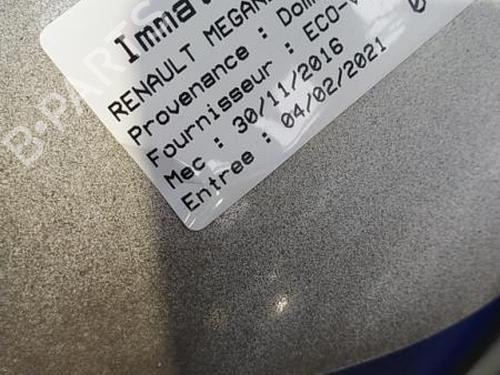 Imma
RENAULT MEGAN
Provenance : Dom
Fournisseur : ECO-V
Mec : 30/11/2016
Entree : 04/02/2021
B-PARTS